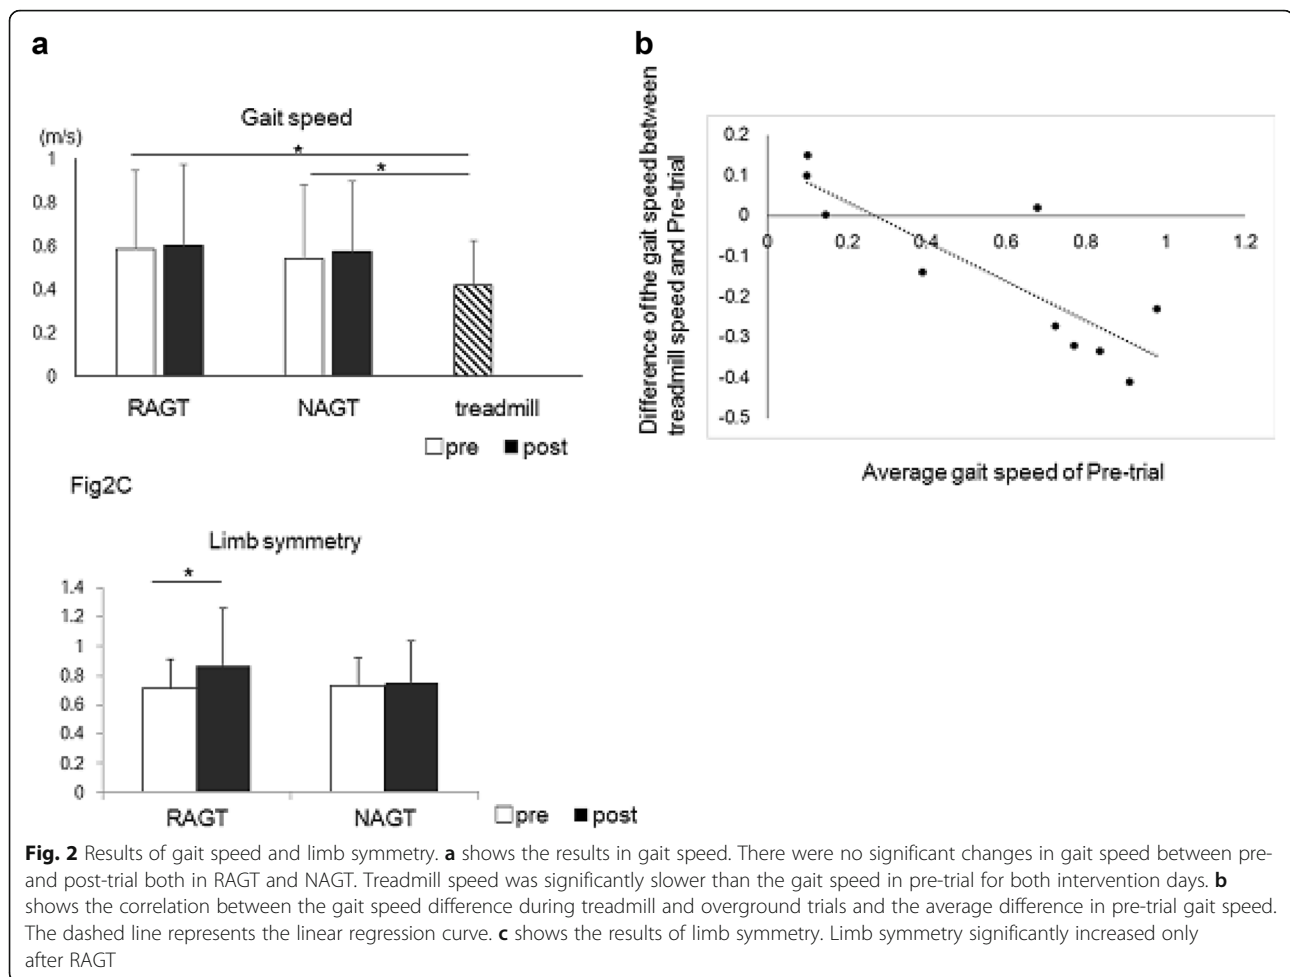 a
Gait speed
(m/s)
*
*
1
0.8
0.6
0.4
0.2
0
RAGT NAGT treadmill
pre post
b
Difference of the gait speed between
treadmill speed and Pre-trial
0.2
0.1
0
-0.1
-0.2
-0.3
-0.4
-0.5
0 0.2 0.4 0.6 0.8 1 1.2
Average gait speed of Pre-trial
Fig2C
Limb symmetry
*
1.4
1.2
1
0.8
0.6
0.4
0.2
0
RAGT NAGT
pre post
Fig. 2 Results of gait speed and limb symmetry. a shows the results in gait speed. There were no significant changes in gait speed between pre-
and post-trial both in RAGT and NAGT. Treadmill speed was significantly slower than the gait speed in pre-trial for both intervention days. b
shows the correlation between the gait speed difference during treadmill and overground trials and the average difference in pre-trial gait speed.
The dashed line represents the linear regression curve. c shows the results of limb symmetry. Limb symmetry significantly increased only
after RAGT